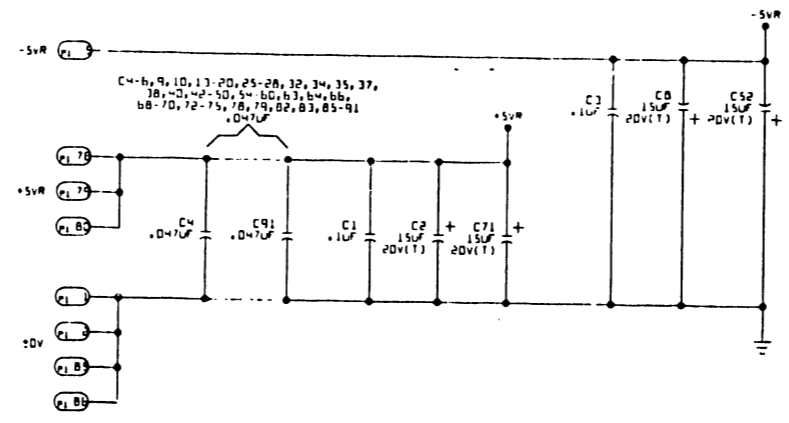 -5VR
-5VR P1
C4-6,9,10,13-20,25-28,32,34,35,37,
38,40,42-50,54-60,63,64,66,
68-70,72-75,78,79,82,83,85-91
.047UF
C3
.1UF
C8
15UF
20V(T) +
C52
15UF
20V(T) +
+5VR
P1 78
+5VR P1 79
P1 80
C4
.047UF
C91
.047UF
C1
.1UF
C2 +
15UF
20V(T)
C71 +
15UF
20V(T)
P1 1
P1
±0V
P1 85
P1 86